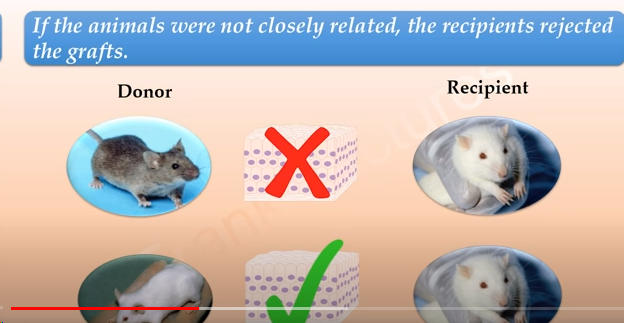 If the animals were not closely related, the recipients rejected
the grafts.
Donor
Recipient